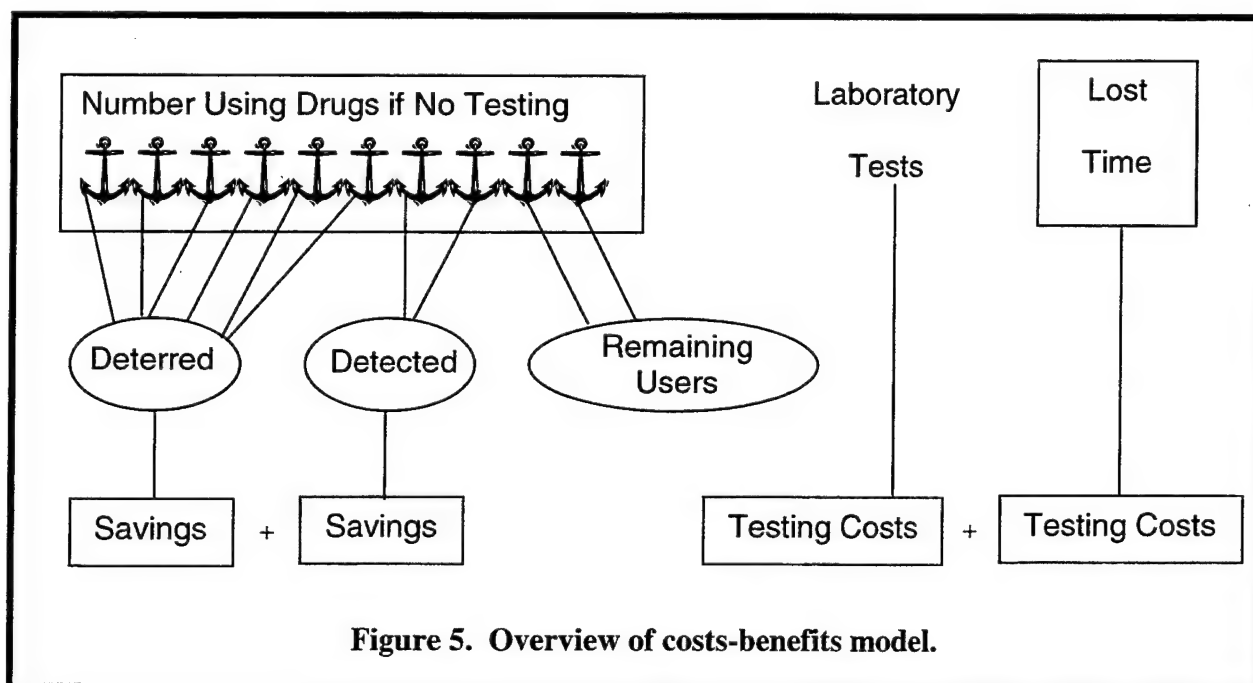 Number Using Drugs if No Testing
Laboratory
Tests
Lost
Time
Deterred
Detected
Remaining
Users
Savings
+
Savings
Testing Costs
+
Testing Costs
Figure 5. Overview of costs-benefits model.